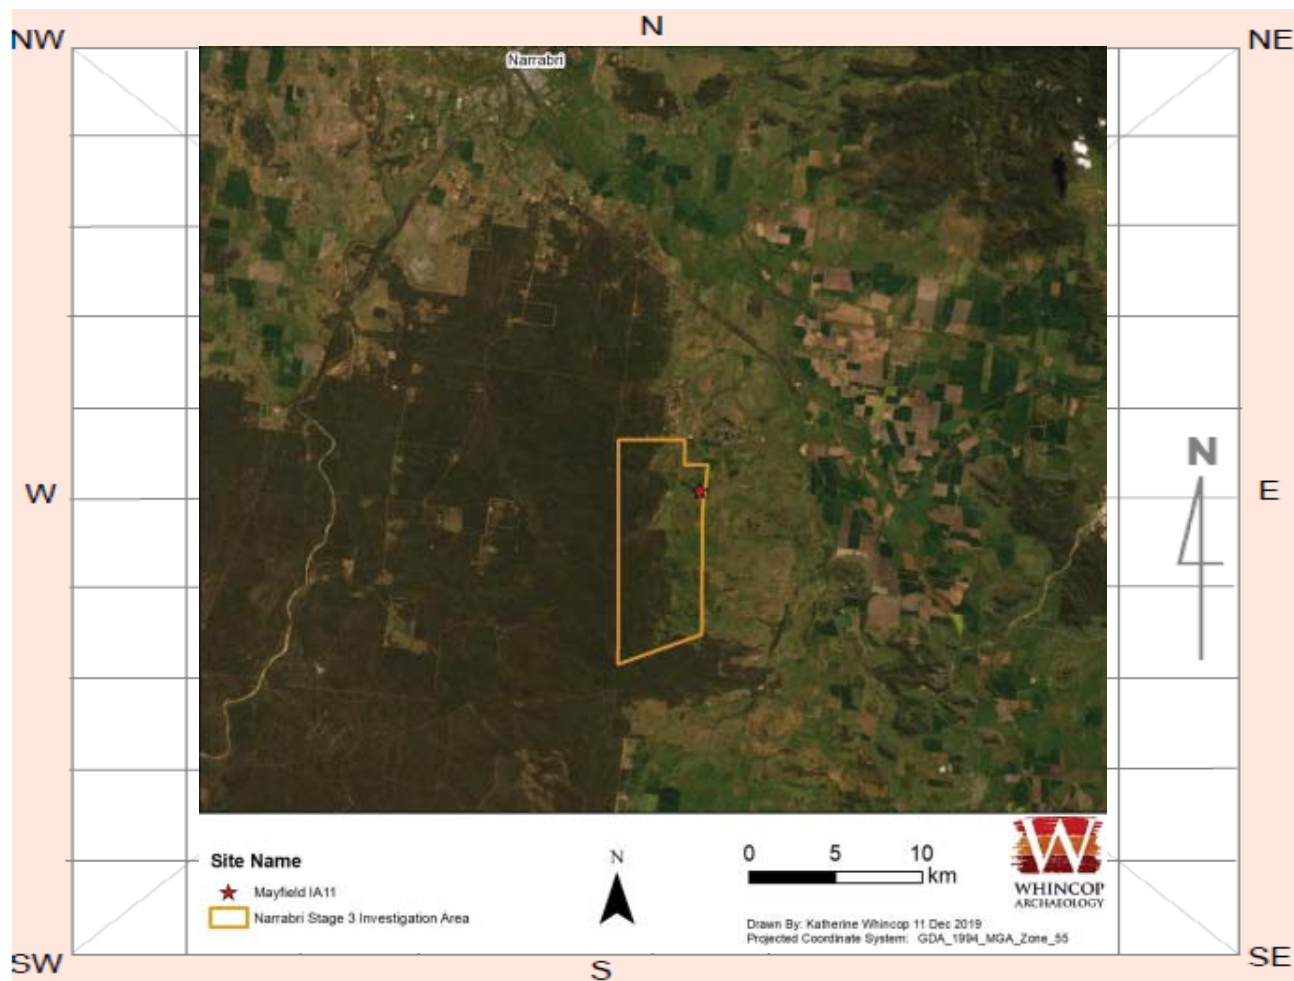 N
NW
NE
Narrabri
N
W
E
Site Name
Mayfield IA11
Narrabri Stage 3 Investigation Area
N
0 5 10
km
W
WHINCOP
ARCHAEOLOGY
Drawn By: Katherine Whincop 11 Dec 2019
Projected Coordinate System: GDA_1994_MGA_Zone_55
SW
S
SE